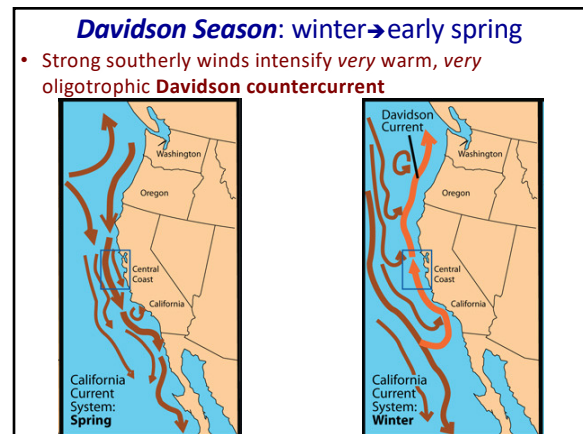 Davidson Season: winter→early spring
• Strong southerly winds intensify very warm, very
oligotrophic Davidson countercurrent
Washington
Oregon
Central
Coast
California
California
Current
System:
Spring
Davidson
Current
Washington
Oregon
Central
Coast
California
California
Current
System:
Winter